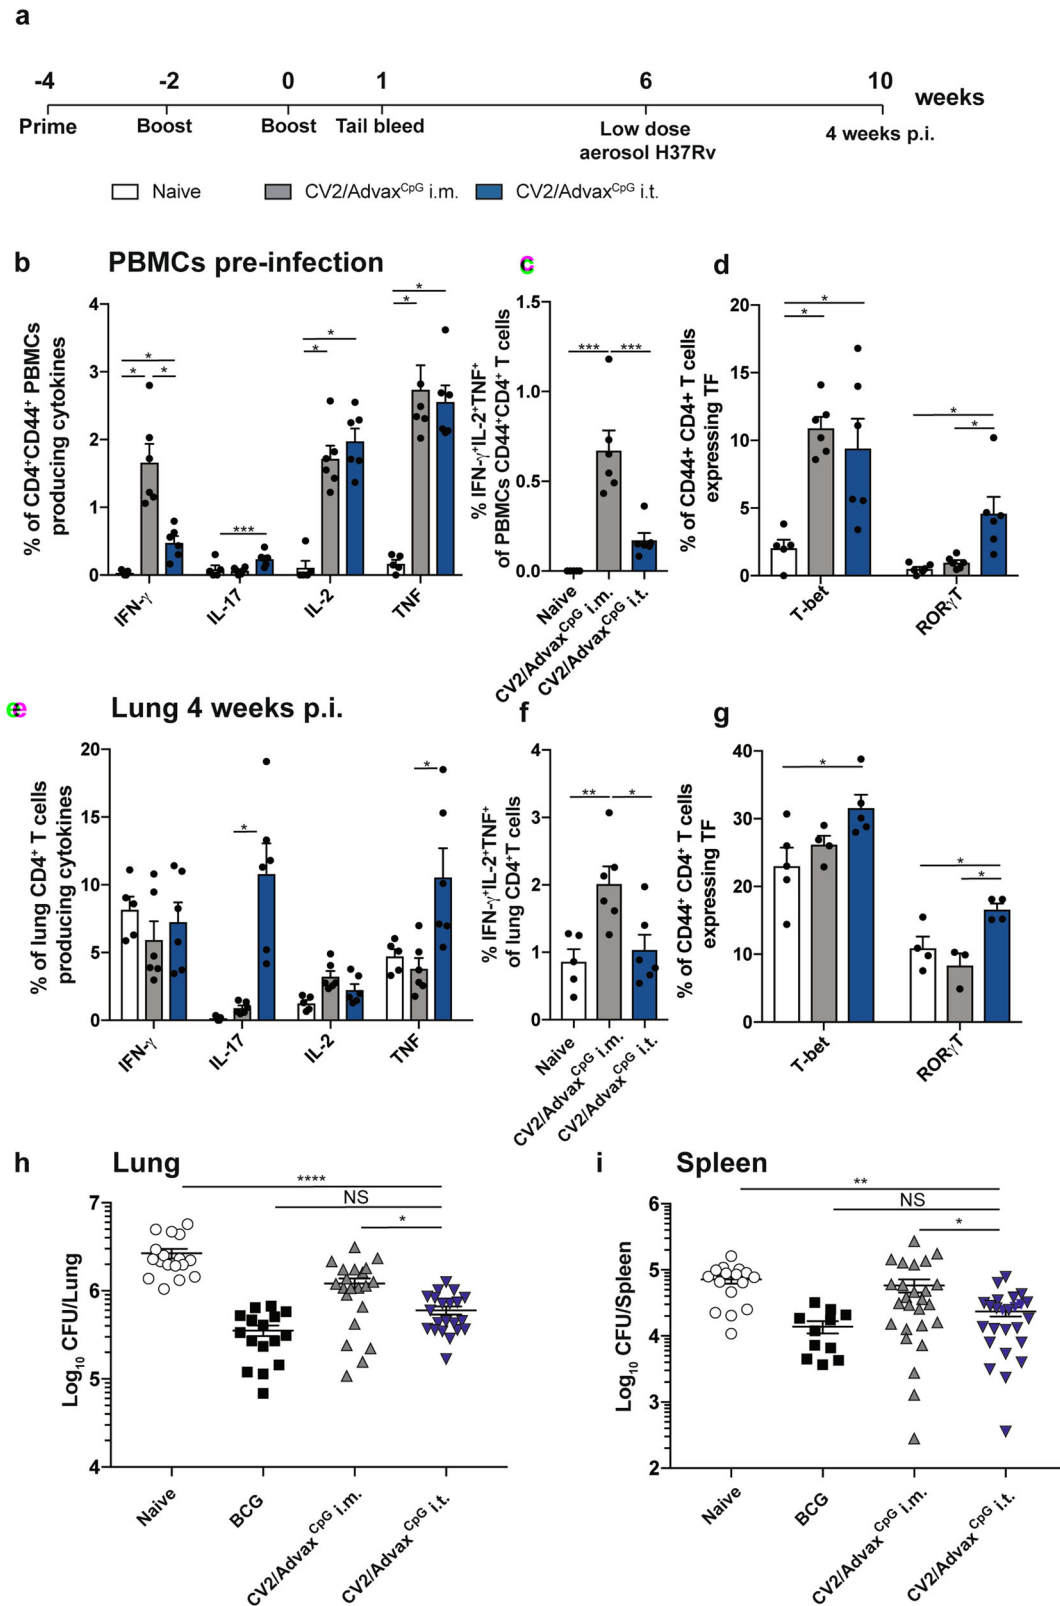 a
-4 -2 0 1 6 10 weeks
Prime Boost Boost Tail bleed Low dose aerosol H37Rv 4 weeks p.i.
Naive CV2/Advax^CpG i.m. CV2/Advax^CpG i.t.
b PBMCs pre-infection
% of CD4⁺CD44⁺ PBMCs
producing cytokines
4
3
2
1
0
* * *
***
* *
* *
IFN-γ IL-17 IL-2 TNF
c
% IFN-γ⁺IL-2⁺TNF⁺
of PBMCs CD44⁺CD4⁺ T cells
1.5
1.0
0.5
0.0
*** ***
Naive
CV2/Advax^CpG i.m.
CV2/Advax^CpG i.t.
d
% of CD44+ CD4+ T cells
expressing TF
20
15
10
5
0
* *
* *
T-bet RORγT
e Lung 4 weeks p.i.
% of lung CD4⁺ T cells
producing cytokines
20
15
10
5
0
* *
IFN-γ IL-17 IL-2 TNF
f
% IFN-γ⁺IL-2⁺TNF⁺
of lung CD4⁺T cells
4
3
2
1
0
** *
Naive
CV2/Advax^CpG i.m.
CV2/Advax^CpG i.t.
g
% of CD44⁺ CD4⁺ T cells
expressing TF
40
30
20
10
0
*
* *
T-bet RORγT
h Lung
Log₁₀ CFU/Lung
7
6
5
4
****
NS
*
Naive
BCG
CV2/Advax^CpG i.m.
CV2/Advax^CpG i.t.
i Spleen
Log₁₀ CFU/Spleen
6
5
4
3
2
**
NS
*
Naive
BCG
CV2/Advax^CpG i.m.
CV2/Advax^CpG i.t.